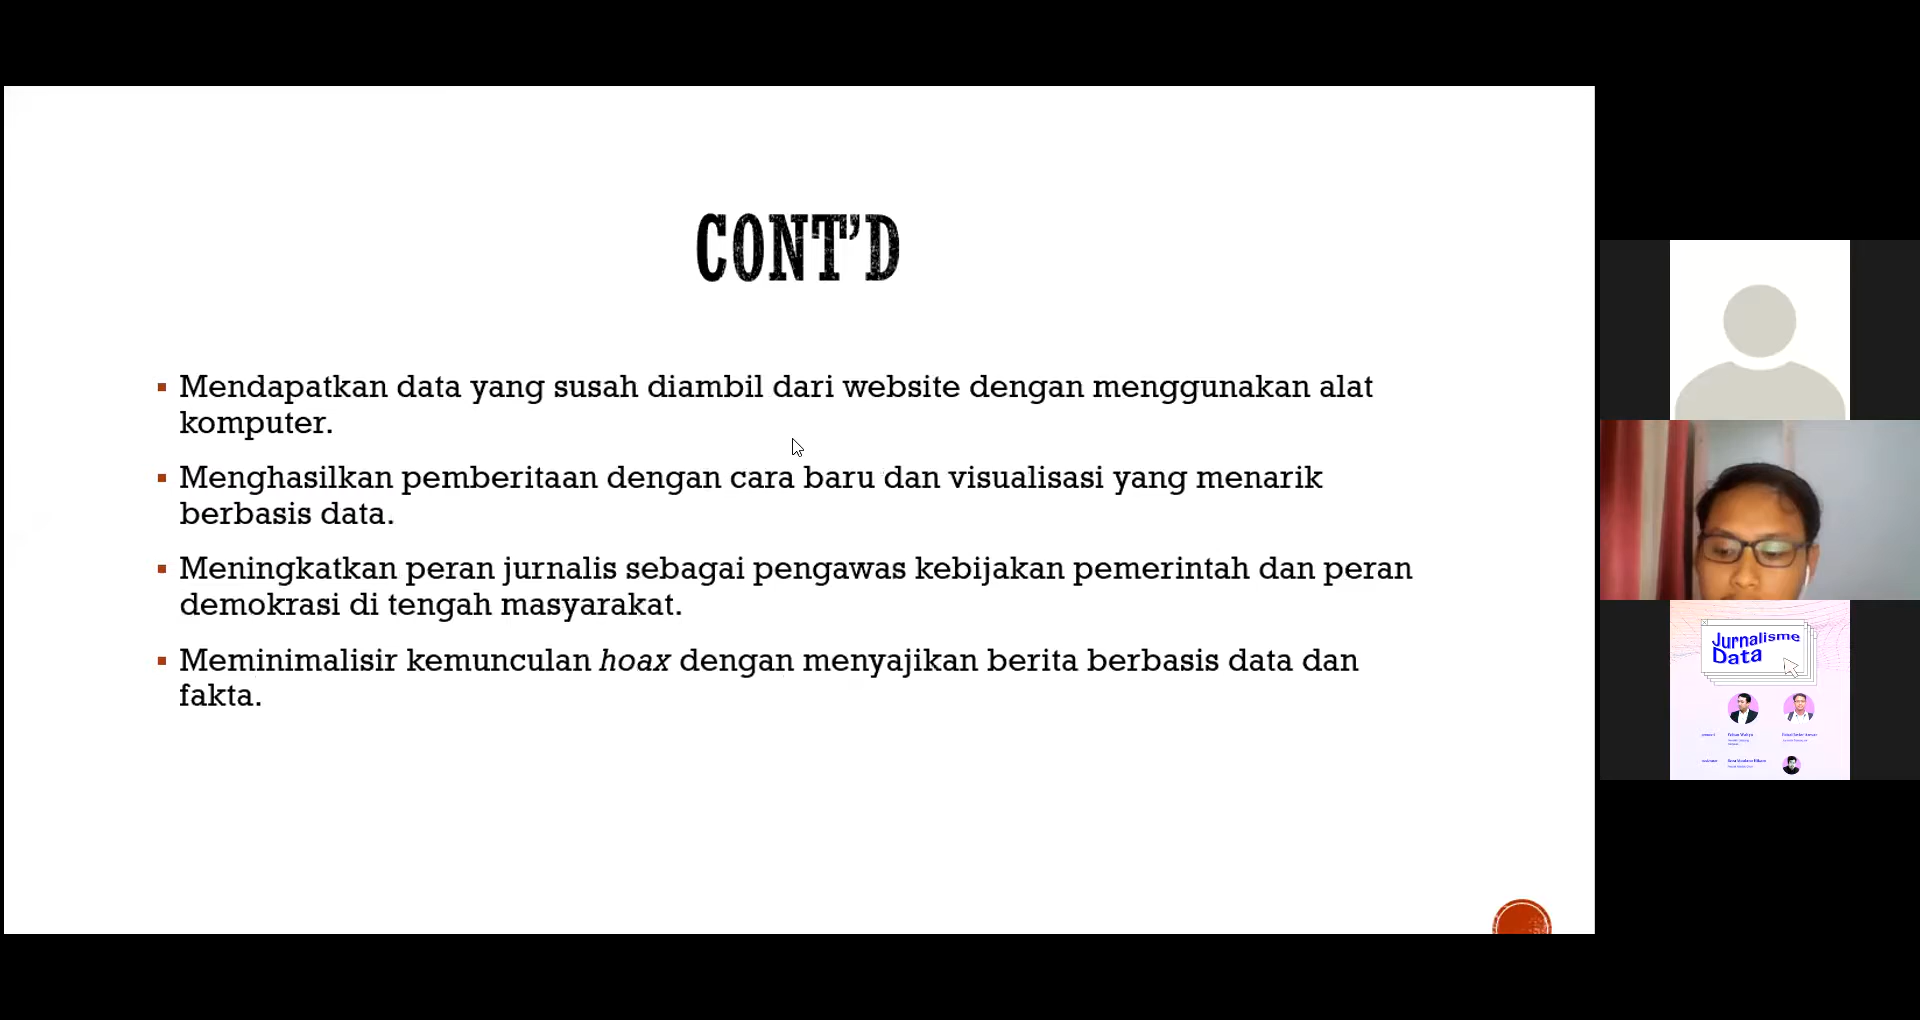 CONT'D
Mendapatkan data yang susah diambil dari website dengan menggunakan alat
komputer.
Menghasilkan pemberitaan dengan cara baru dan visualisasi yang menarik
berbasis data.
Meningkatkan peran jurnalis sebagai pengawas kebijakan pemerintah dan peran
demokrasi di tengah masyarakat.
Meminimalisir kemunculan hoax dengan menyajikan berita berbasis data dan
fakta.
Jurnalisme
Data